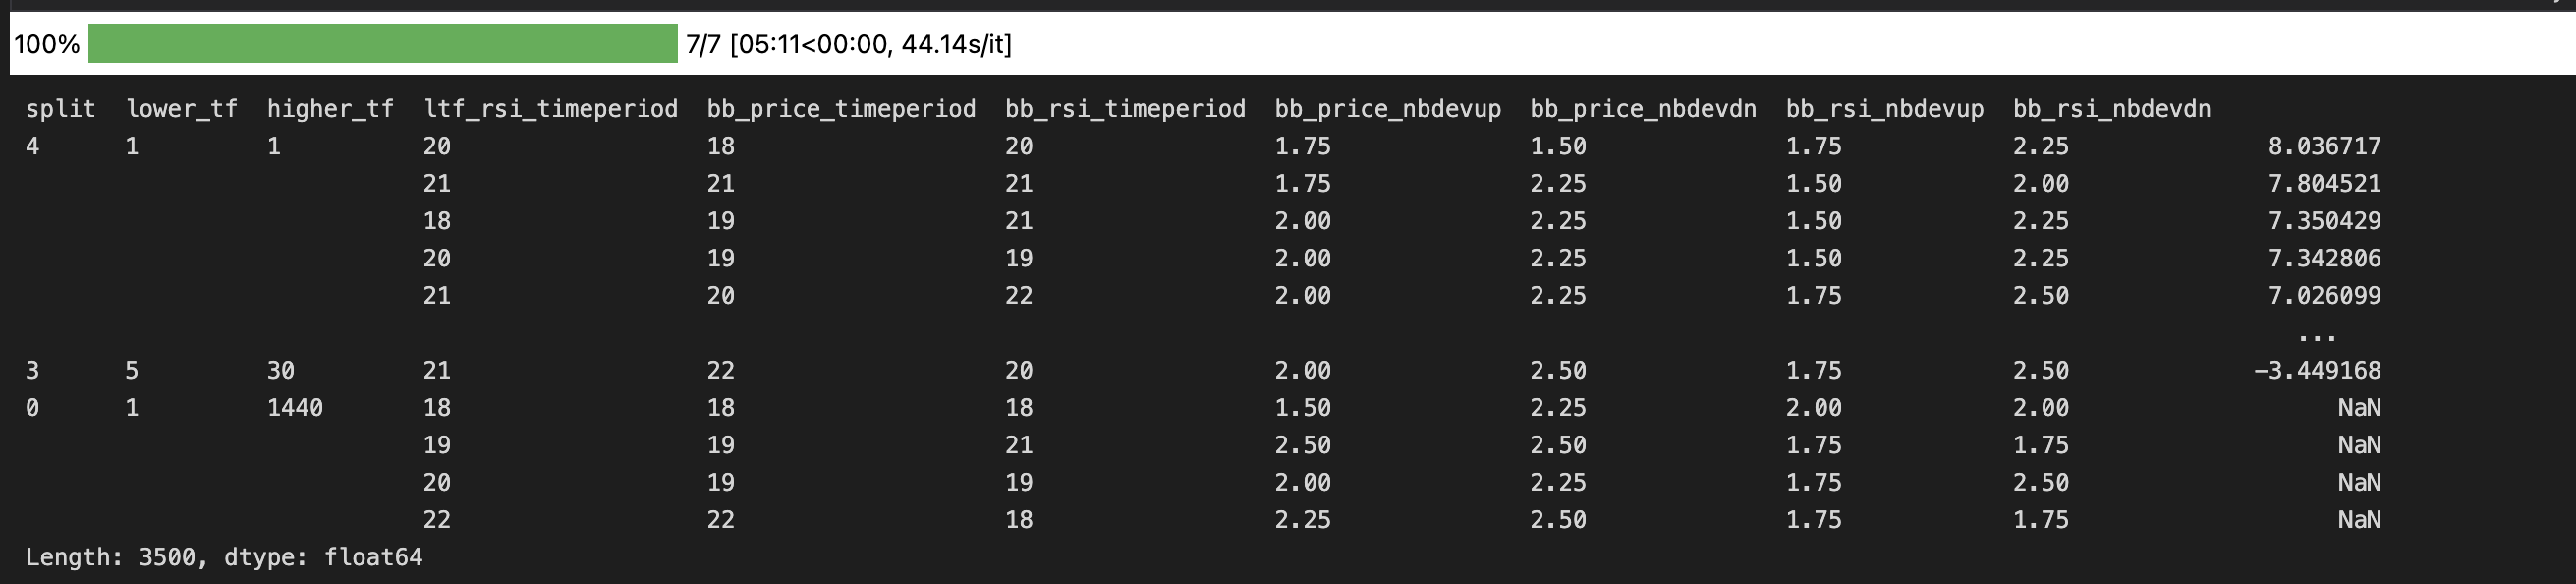 100% 7/7 [05:11<00:00, 44.14s/it]
split lower_tf higher_tf ltf_rsi_timeperiod bb_price_timeperiod bb_rsi_timeperiod bb_price_nbdevup bb_price_nbdevdn bb_rsi_nbdevup bb_rsi_nbdevdn
4 1 1 20 18 20 1.75 1.50 1.75 2.25 8.036717
21 21 21 1.75 2.25 1.50 2.00 7.804521
18 19 21 2.00 2.25 1.50 2.25 7.350429
20 19 19 2.00 2.25 1.50 2.25 7.342806
21 20 22 2.00 2.25 1.75 2.50 7.026099
...
3 5 30 21 22 20 2.00 2.50 1.75 2.50 -3.449168
0 1 1440 18 18 18 1.50 2.25 2.00 2.00 NaN
19 19 21 2.50 2.50 1.75 1.75 NaN
20 19 19 2.00 2.25 1.75 2.50 NaN
22 22 18 2.25 2.50 1.75 1.75 NaN
Length: 3500, dtype: float64